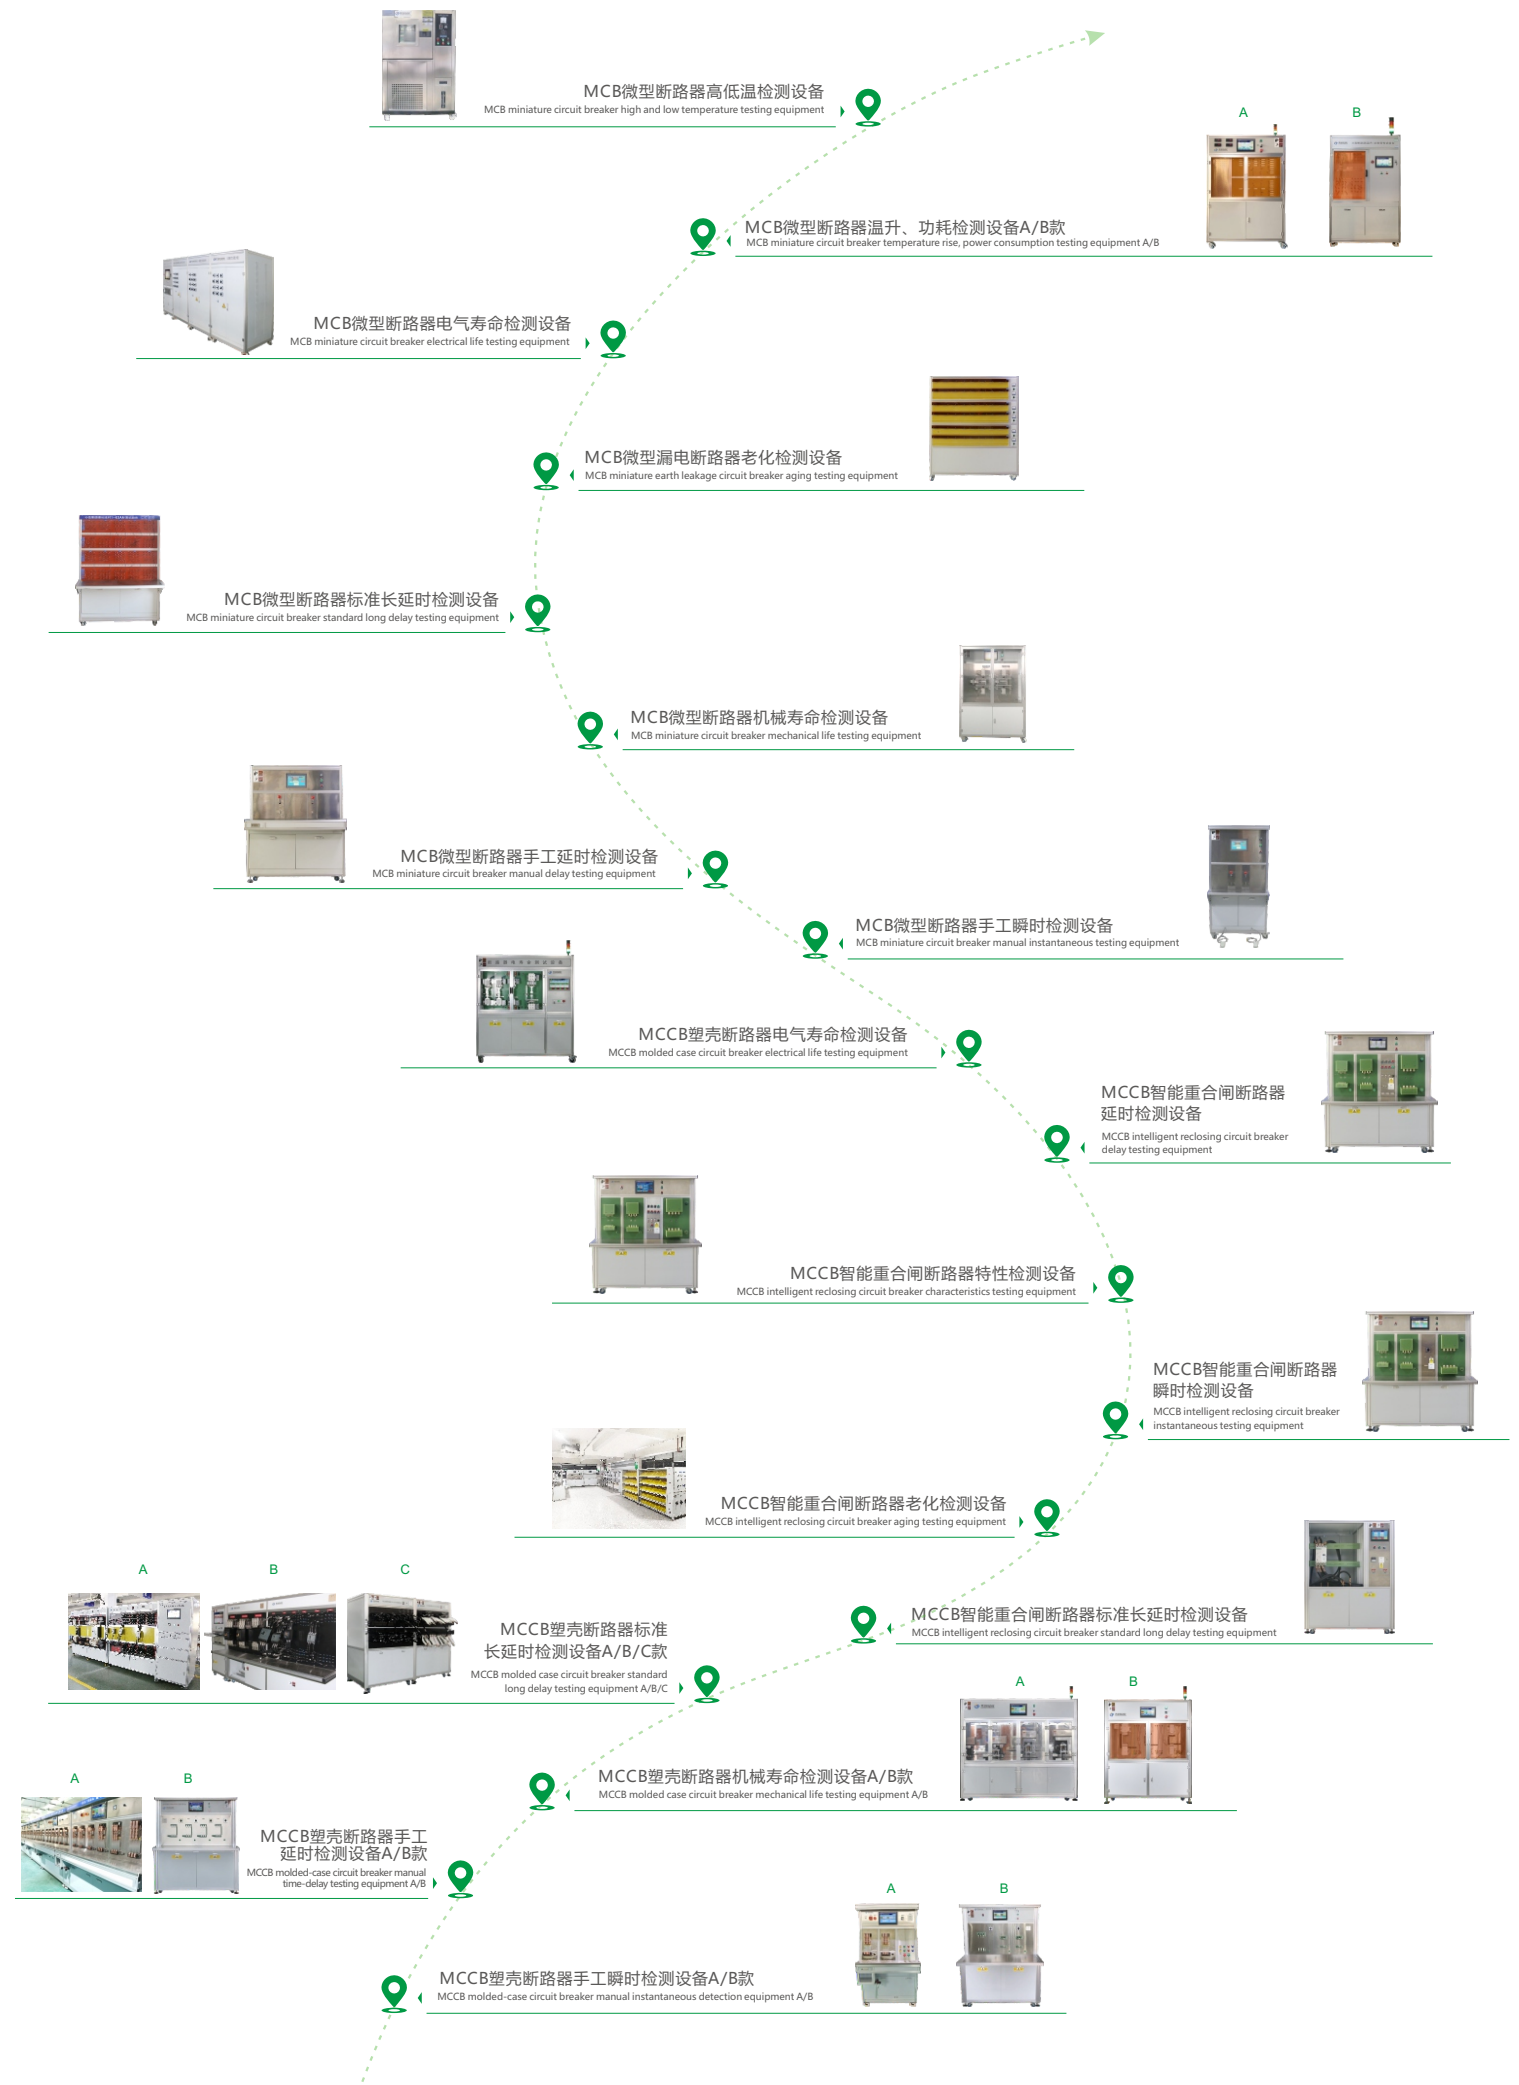 MCB微型断路器高低温检测设备
MCB miniature circuit breaker high and low temperature testing equipment
A
B
MCB微型断路器温升、功耗检测设备A/B款
MCB miniature circuit breaker temperature rise, power consumption testing equipment A/B
MCB微型断路器电气寿命检测设备
MCB miniature circuit breaker electrical life testing equipment
MCB微型漏电断路器老化检测设备
MCB miniature earth leakage circuit breaker aging testing equipment
MCB微型断路器标准长延时检测设备
MCB miniature circuit breaker standard long delay testing equipment
MCB微型断路器机械寿命检测设备
MCB miniature circuit breaker mechanical life testing equipment
MCB微型断路器手工延时检测设备
MCB miniature circuit breaker manual delay testing equipment
MCB微型断路器手工瞬时检测设备
MCB miniature circuit breaker manual instantaneous testing equipment
MCCB塑壳断路器电气寿命检测设备
MCCB molded case circuit breaker electrical life testing equipment
MCCB智能重合闸断路器
延时检测设备
MCCB intelligent reclosing circuit breaker
delay testing equipment
MCCB智能重合闸断路器特性检测设备
MCCB intelligent reclosing circuit breaker characteristics testing equipment
MCCB智能重合闸断路器
瞬时检测设备
MCCB intelligent reclosing circuit breaker
instantaneous testing equipment
MCCB智能重合闸断路器老化检测设备
MCCB intelligent reclosing circuit breaker aging testing equipment
MCCB智能重合闸断路器标准长延时检测设备
MCCB intelligent reclosing circuit breaker standard long delay testing equipment
A
B
C
MCCB塑壳断路器标准
长延时检测设备A/B/C款
MCCB molded case circuit breaker standard
long delay testing equipment A/B/C
A
B
MCCB塑壳断路器机械寿命检测设备A/B款
MCCB molded case circuit breaker mechanical life testing equipment A/B
A
B
MCCB塑壳断路器手工
延时检测设备A/B款
MCCB molded-case circuit breaker manual
time-delay testing equipment A/B
A
B
MCCB塑壳断路器手工瞬时检测设备A/B款
MCCB molded-case circuit breaker manual instantaneous detection equipment A/B